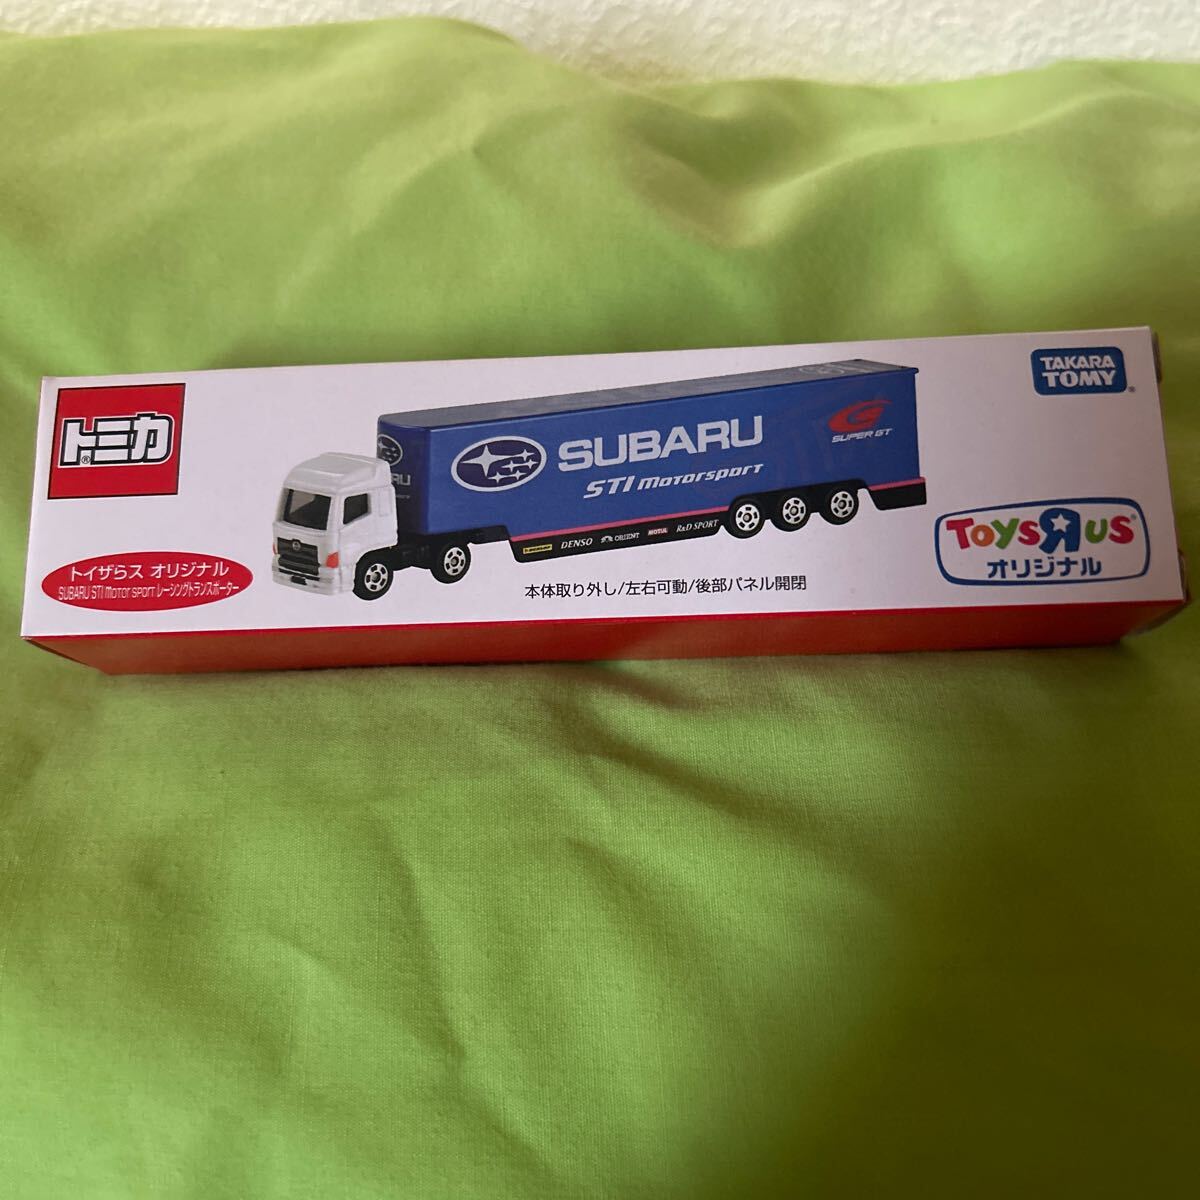 トミカ
®
トイザらス オリジナル
SUBARU STI motor sport レーシングトランスポーター
SUBARU
STI motorsport
SUPER GT
DUNLOP DENSO ORIENT MOTUL R&D SPORT
本体取り外し/左右可動/後部パネル開閉
TAKARA
TOMY
TOYSЯUS
オリジナル